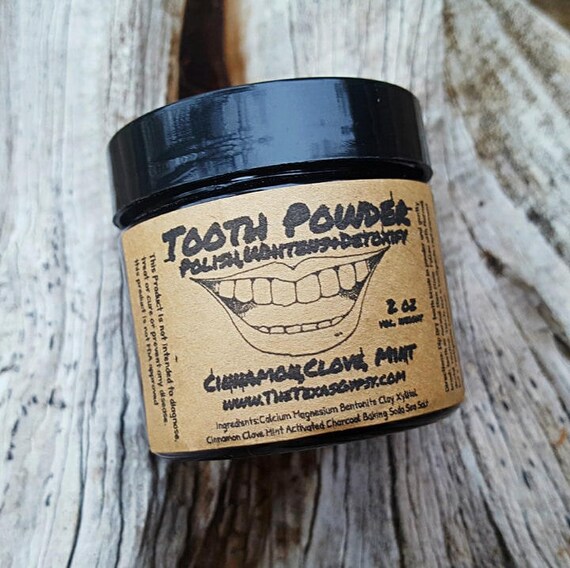 Tooth Powder
Polish, Whiten & Detoxify
2 oz
vol. weight
Cinnamon, Clove, Mint
www.TheTexasGypsy.com
Ingredients: Calcium Magnesium Bentonite Clay Xylitol
Cinnamon Clove Mint Activated Charcoal Baking Soda Sea Salt
This Product is not intended to diagnose,
treat or cure or prevent any disease,
this product is not FDA approved